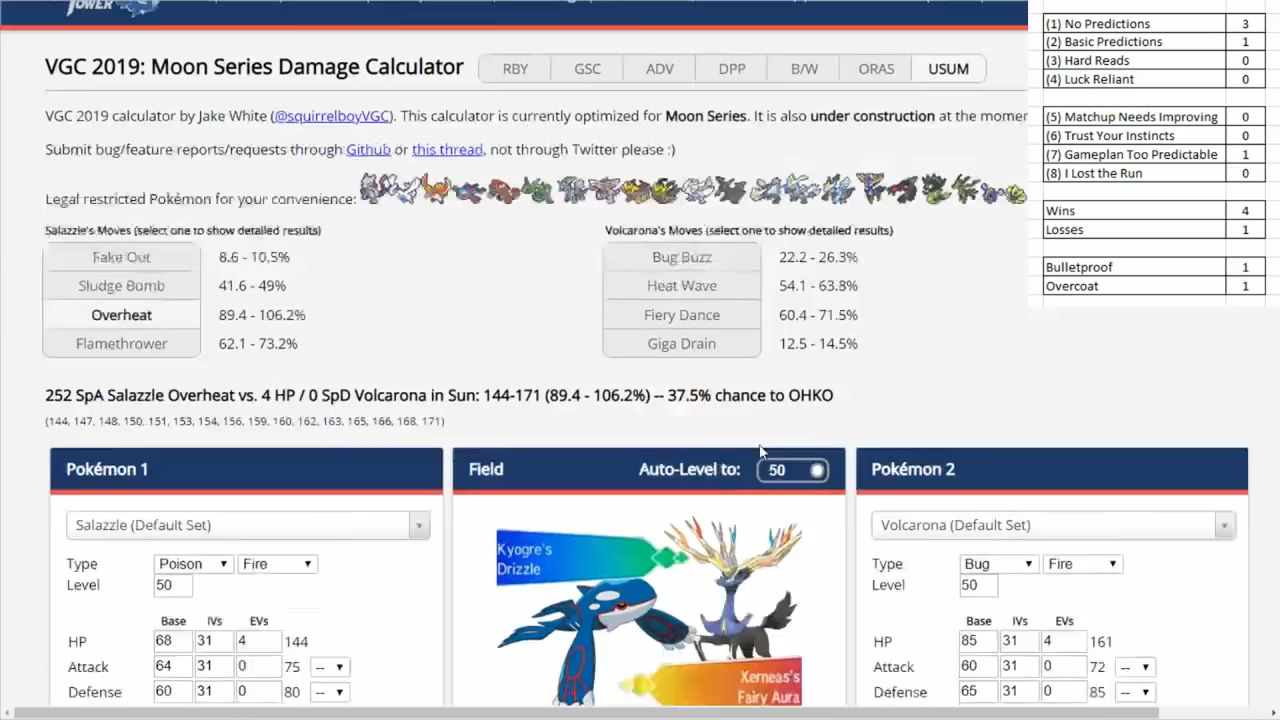 TOWER
(1) No Predictions 3
(2) Basic Predictions 1
(3) Hard Reads 0
(4) Luck Reliant 0
(5) Matchup Needs Improving 0
(6) Trust Your Instincts 0
(7) Gameplan Too Predictable 1
(8) I Lost the Run 0
Wins 4
Losses 1
Bulletproof 1
Overcoat 1
VGC 2019: Moon Series Damage Calculator RBY GSC ADV DPP B/W ORAS USUM
VGC 2019 calculator by Jake White (@squirrelboyVGC). This calculator is currently optimized for Moon Series. It is also under construction at the momen
Submit bug/feature reports/requests through Github or this thread, not through Twitter please :)
Legal restricted Pokémon for your convenience:
Salazzle's Moves (select one to show detailed results) Volcarona's Moves (select one to show detailed results)
Fake Out 8.6 - 10.5% Bug Buzz 22.2 - 26.3%
Sludge Bomb 41.6 - 49% Heat Wave 54.1 - 63.8%
Overheat 89.4 - 106.2% Fiery Dance 60.4 - 71.5%
Flamethrower 62.1 - 73.2% Giga Drain 12.5 - 14.5%
252 SpA Salazzle Overheat vs. 4 HP / 0 SpD Volcarona in Sun: 144-171 (89.4 - 106.2%) -- 37.5% chance to OHKO
(144, 147, 148, 150, 151, 153, 154, 156, 159, 160, 162, 163, 165, 166, 168, 171)
Pokémon 1 Field Auto-Level to: 50 Pokémon 2
Salazzle (Default Set) Volcarona (Default Set)
Kyogre's
Drizzle
Type Poison Fire Type Bug Fire
Level 50 Level 50
Base IVs EVs Base IVs EVs
HP 68 31 4 144 HP 85 31 4 161
Attack 64 31 0 75 -- Attack 60 31 0 72 --
Xerneas's
Fairy Aura
Defense 60 31 0 80 -- Defense 65 31 0 85 --